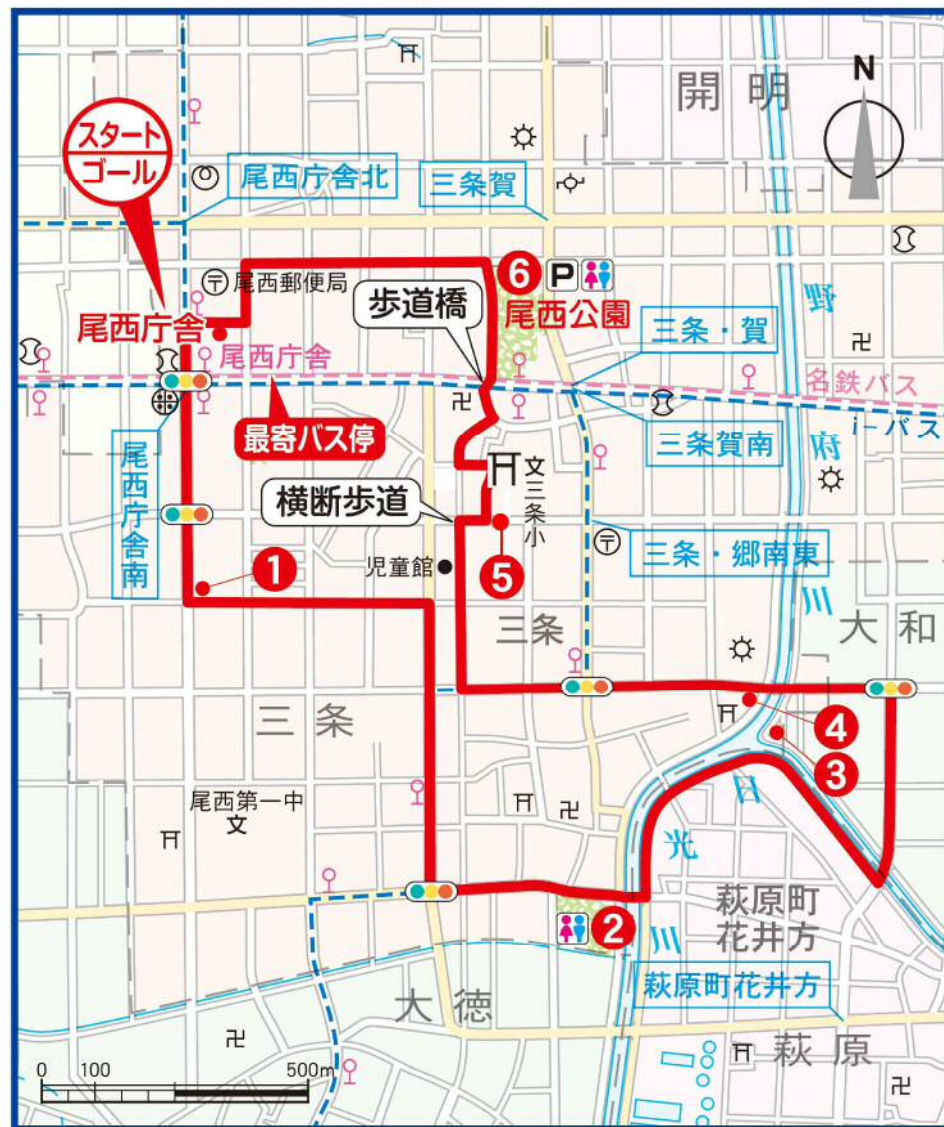 開明
N
スタート
ゴール
尾西庁舎北
三条賀
〒尾西郵便局
歩道橋
6
P
尾西公園
野府川
尾西庁舎
尾西庁舎
三条・賀
名鉄バス
i-バス
最寄バス停
三条賀南
尾西庁舎南
横断歩道
文三条小
〒
三条・郷南東
1
児童館
5
三条
大和
4
3
三条
尾西第一中
文
日光川
2
萩原町
花井方
萩原町花井方
大徳
萩原
0 100 500m